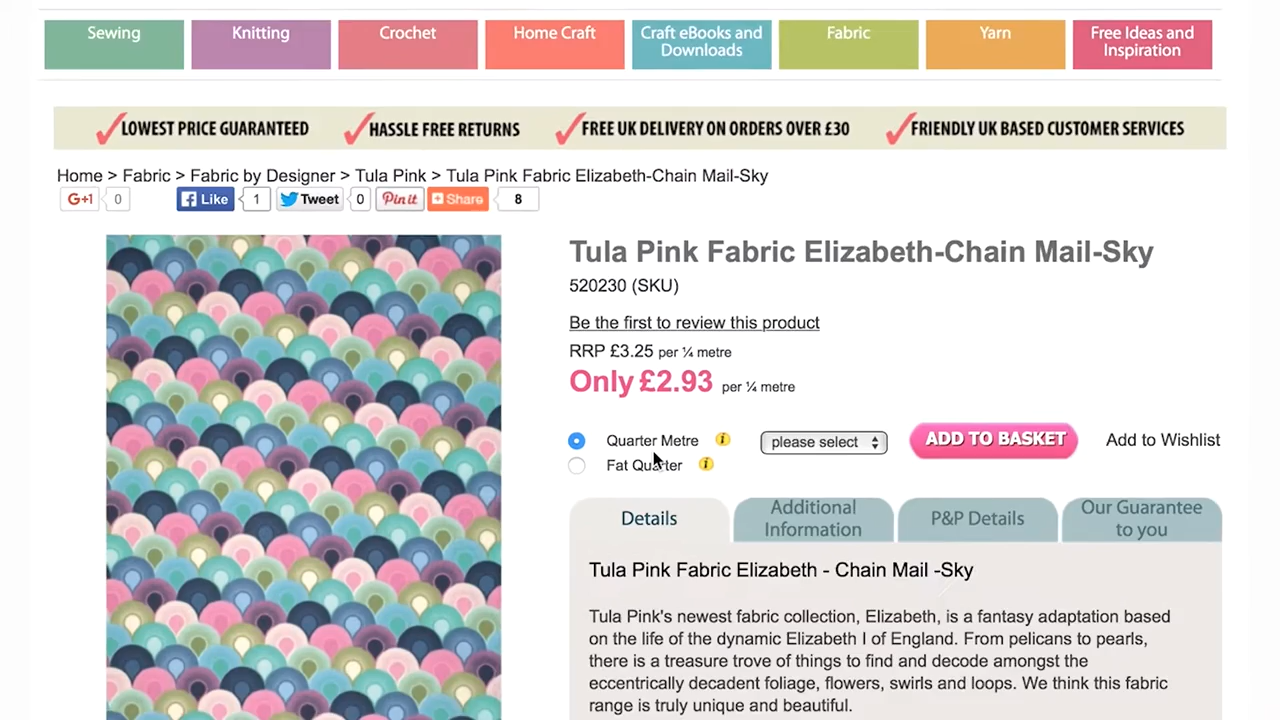 Sewing
Knitting
Crochet
Home Craft
Craft eBooks and
Downloads
Fabric
Yarn
Free Ideas and
Inspiration
LOWEST PRICE GUARANTEED
HASSLE FREE RETURNS
FREE UK DELIVERY ON ORDERS OVER £30
FRIENDLY UK BASED CUSTOMER SERVICES
Home > Fabric > Fabric by Designer > Tula Pink > Tula Pink Fabric Elizabeth-Chain Mail-Sky
G+1 0
Like 1
Tweet 0
Pin it
Share 8
Tula Pink Fabric Elizabeth-Chain Mail-Sky
520230 (SKU)
Be the first to review this product
RRP £3.25 per ¼ metre
Only £2.93 per ¼ metre
Quarter Metre i
please select
ADD TO BASKET
Add to Wishlist
Fat Quarter i
Details
Additional
Information
P&P Details
Our Guarantee
to you
Tula Pink Fabric Elizabeth - Chain Mail -Sky
Tula Pink's newest fabric collection, Elizabeth, is a fantasy adaptation based
on the life of the dynamic Elizabeth I of England. From pelicans to pearls,
there is a treasure trove of things to find and decode amongst the
eccentrically decadent foliage, flowers, swirls and loops. We think this fabric
range is truly unique and beautiful.